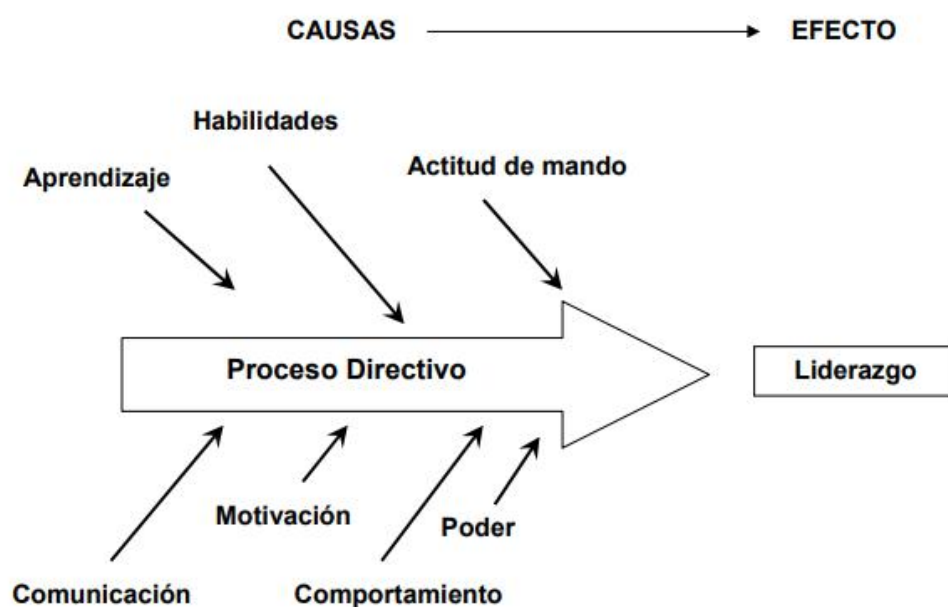 CAUSAS EFECTO
Habilidades
Aprendizaje
Actitud de mando
Proceso Directivo
Liderazgo
Motivación
Poder
Comunicación
Comportamiento